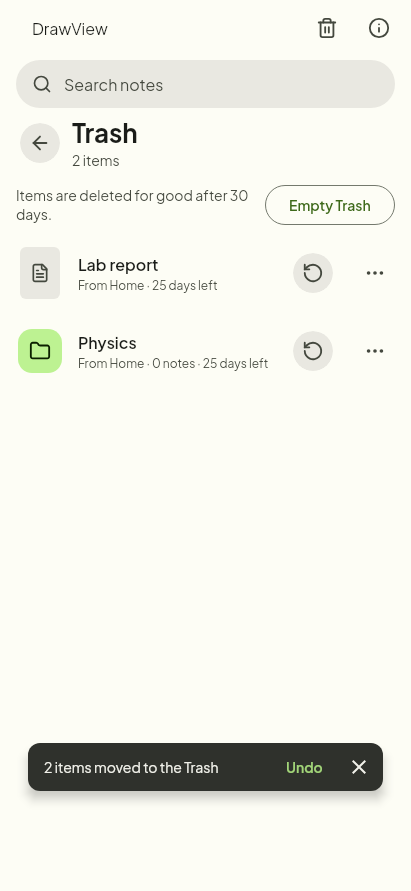 DrawView
Search notes
Trash
2 items
Items are deleted for good after 30
days.
Empty Trash
Lab report
From Home · 25 days left
Physics
From Home · 0 notes · 25 days left
2 items moved to the Trash
Undo